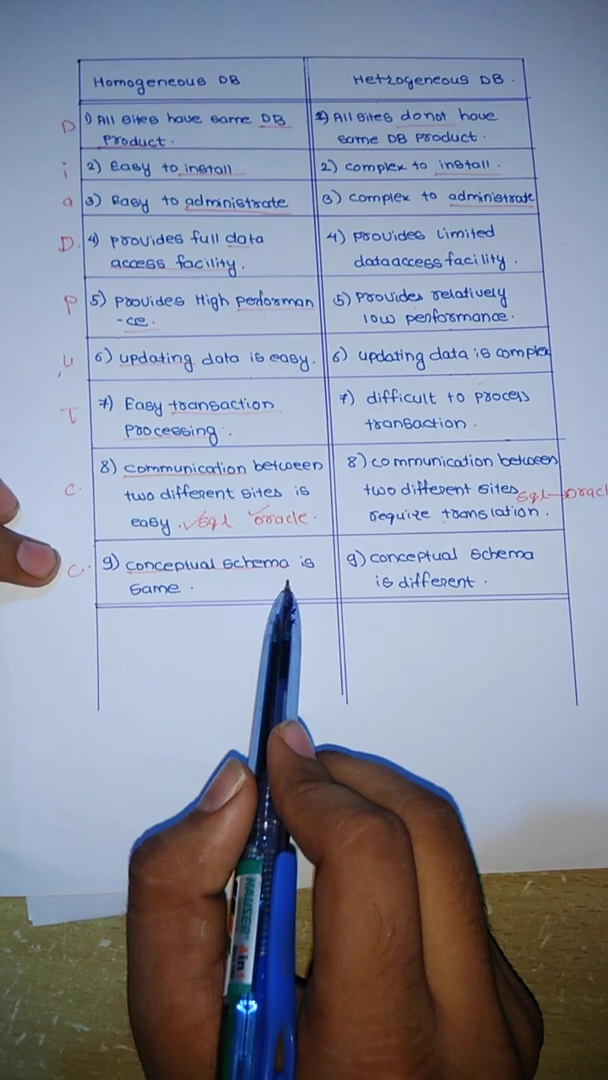 Homogeneous DB
Hetrogeneous DB.
D
1) All sites have same DB
product.
1) All sites donot have
same DB product.
i
2) Easy to install
2) complex to install.
a
3) Easy to administrate
3) complex to administrate
D.
4) provides full data
access facility.
4) provides Limited
dataaccess facility.
P
5) provides High performan
-ce.
5) provides relatively
low performance.
U
6) updating data is easy.
6) updating data is complex
T
7) Easy transaction
processing.
7) difficult to process
transaction.
C.
8) communication between
two different sites is
easy. sql oracle.
8) communication between
two different sites sql→oracl
require translation.
C.
9) conceptual schema is
same.
9) conceptual schema
is different.
HAUSER 4in1